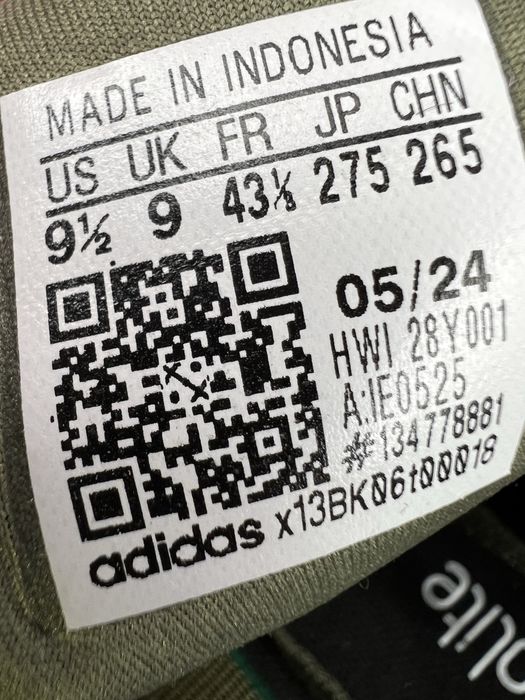 MADE IN INDONESIA
US UK FR JP CHN
9½ 9 43⅓ 275 265
05/24
HWI 28Y001
A:IE0525
#134778881
adidas x13BK06t00018
olite